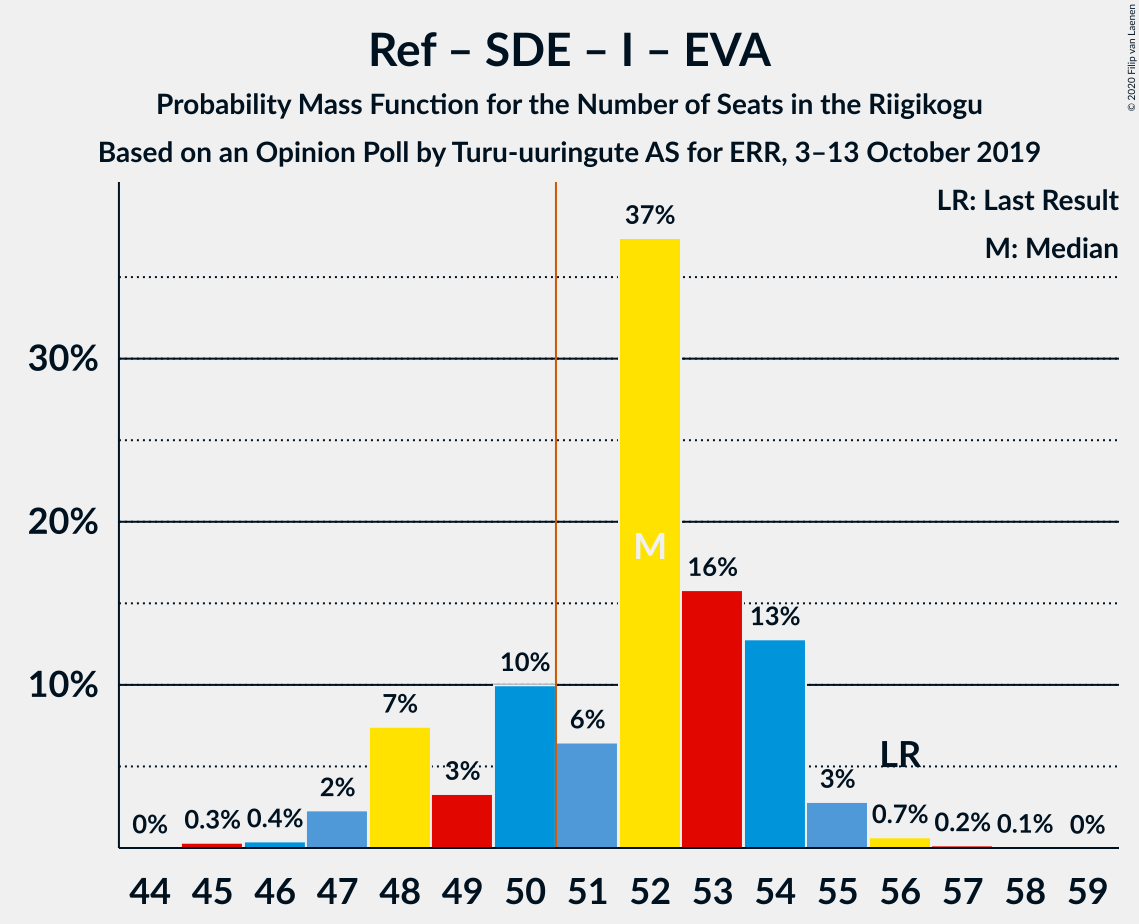 Ref – SDE – I – EVA
Probability Mass Function for the Number of Seats in the Riigikogu
Based on an Opinion Poll by Turu-uuringute AS for ERR, 3–13 October 2019
© 2020 Filip van Laenen
LR: Last Result
M: Median
37%
30%
20%
10%
M
16%
13%
10%
7%
6%
3%
2%
LR
3%
0%
0.3%
0.4%
0.7%
0.2%
0.1%
0%
44 45 46 47 48 49 50 51 52 53 54 55 56 57 58 59